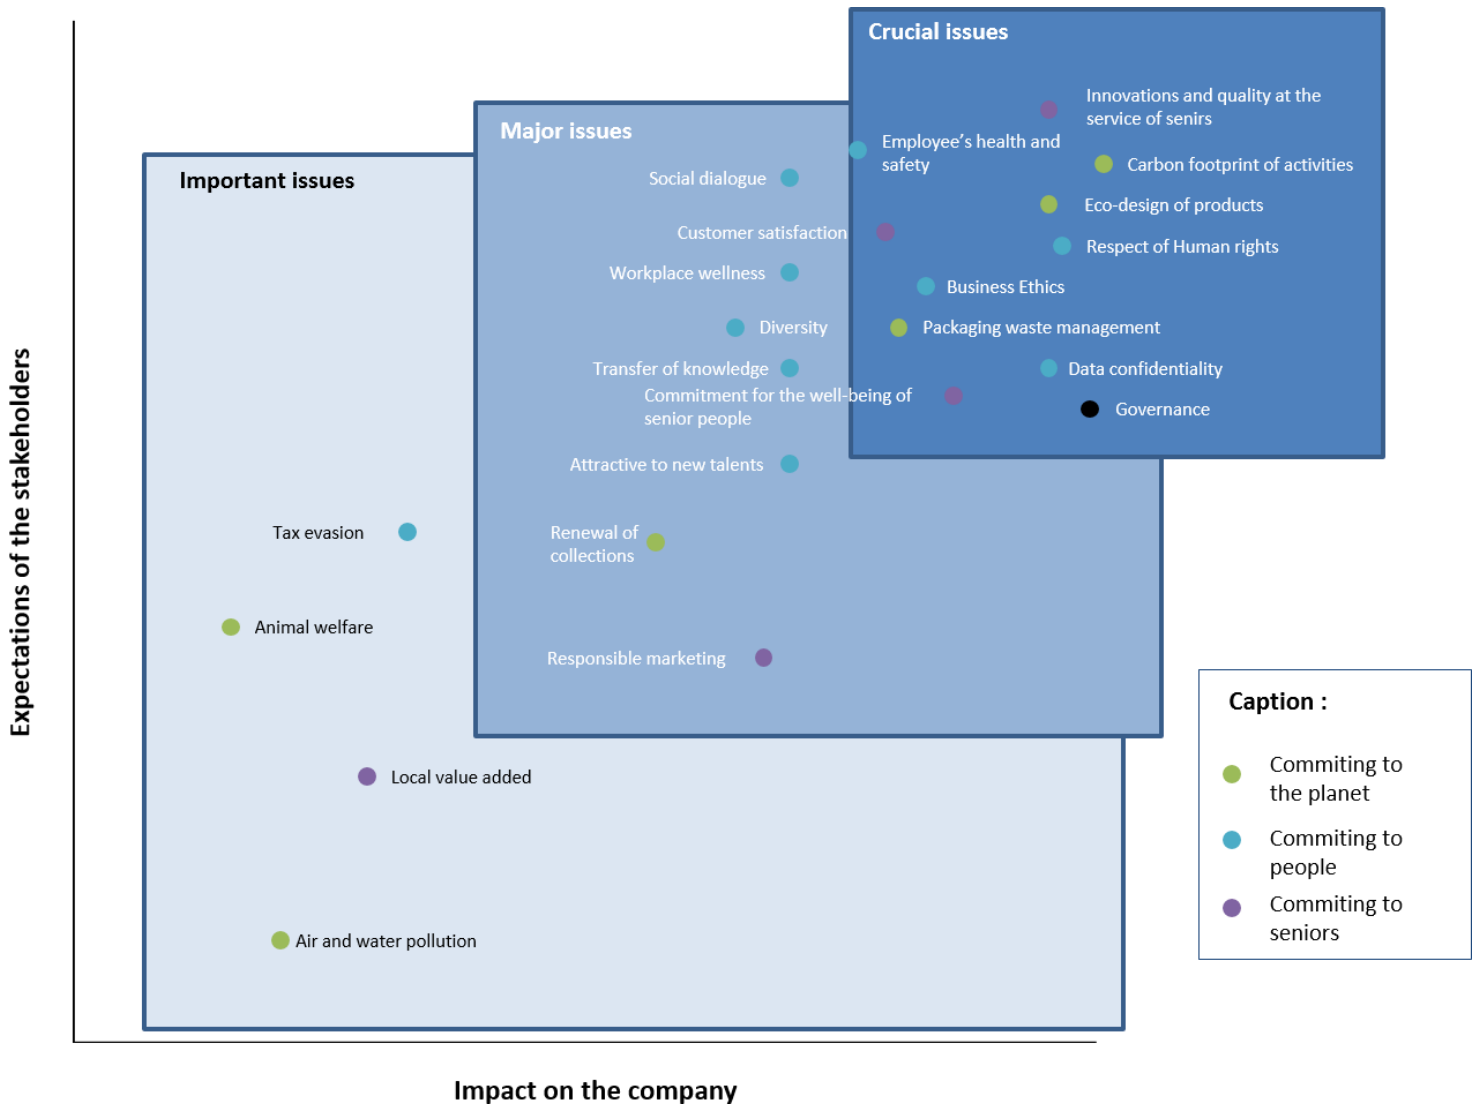 Crucial issues
Innovations and quality at the
service of senirs
Major issues
Employee's health and
safety
Carbon footprint of activities
Important issues
Social dialogue
Eco-design of products
Customer satisfaction
Respect of Human rights
Workplace wellness
Business Ethics
Diversity
Packaging waste management
Transfer of knowledge
Data confidentiality
Commitment for the well-being of
senior people
Governance
Attractive to new talents
Tax evasion
Renewal of
collections
Animal welfare
Responsible marketing
Local value added
Air and water pollution
Expectations of the stakeholders
Impact on the company
Caption :
Commiting to
the planet
Commiting to
people
Commiting to
seniors